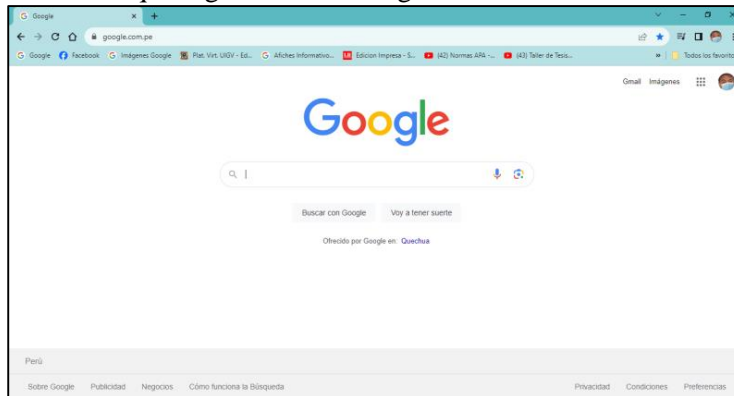 Google
google.com.pe
Google Facebook Imágenes Google Plat. Virt. UIGV - Ed... Afiches Informativo... Edicion Impresa - S... (42) Normas APA -... (43) Taller de Tesis... » Todos los favorito
Gmail Imágenes
Google
Buscar con Google Voy a tener suerte
Ofrecido por Google en: Quechua
Perú
Sobre Google Publicidad Negocios Cómo funciona la Búsqueda Privacidad Condiciones Preferencias